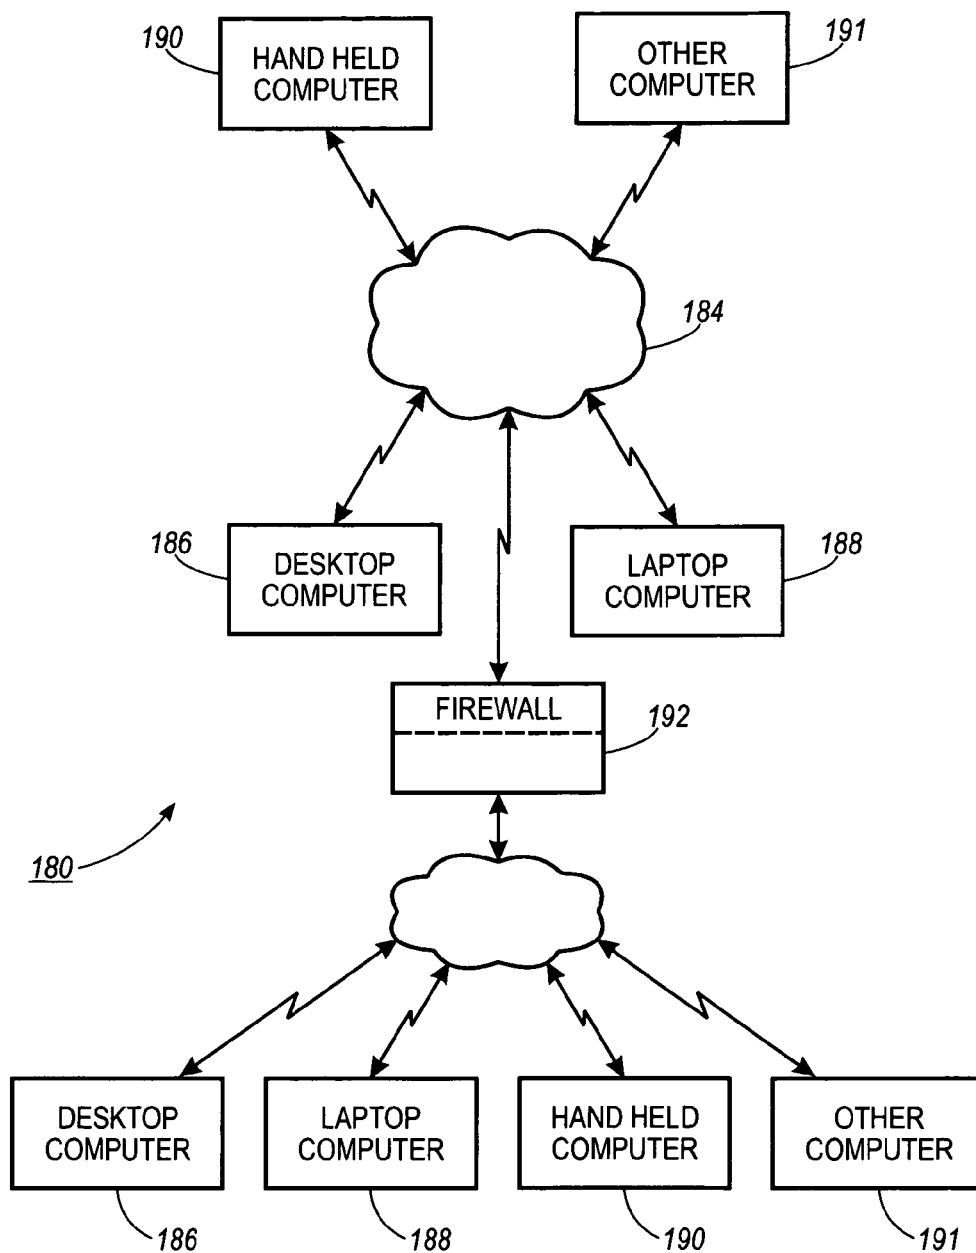 190
HAND HELD
COMPUTER
OTHER
COMPUTER
191
184
186
DESKTOP
COMPUTER
LAPTOP
COMPUTER
188
FIREWALL
192
180
DESKTOP
COMPUTER
LAPTOP
COMPUTER
HAND HELD
COMPUTER
OTHER
COMPUTER
186
188
190
191